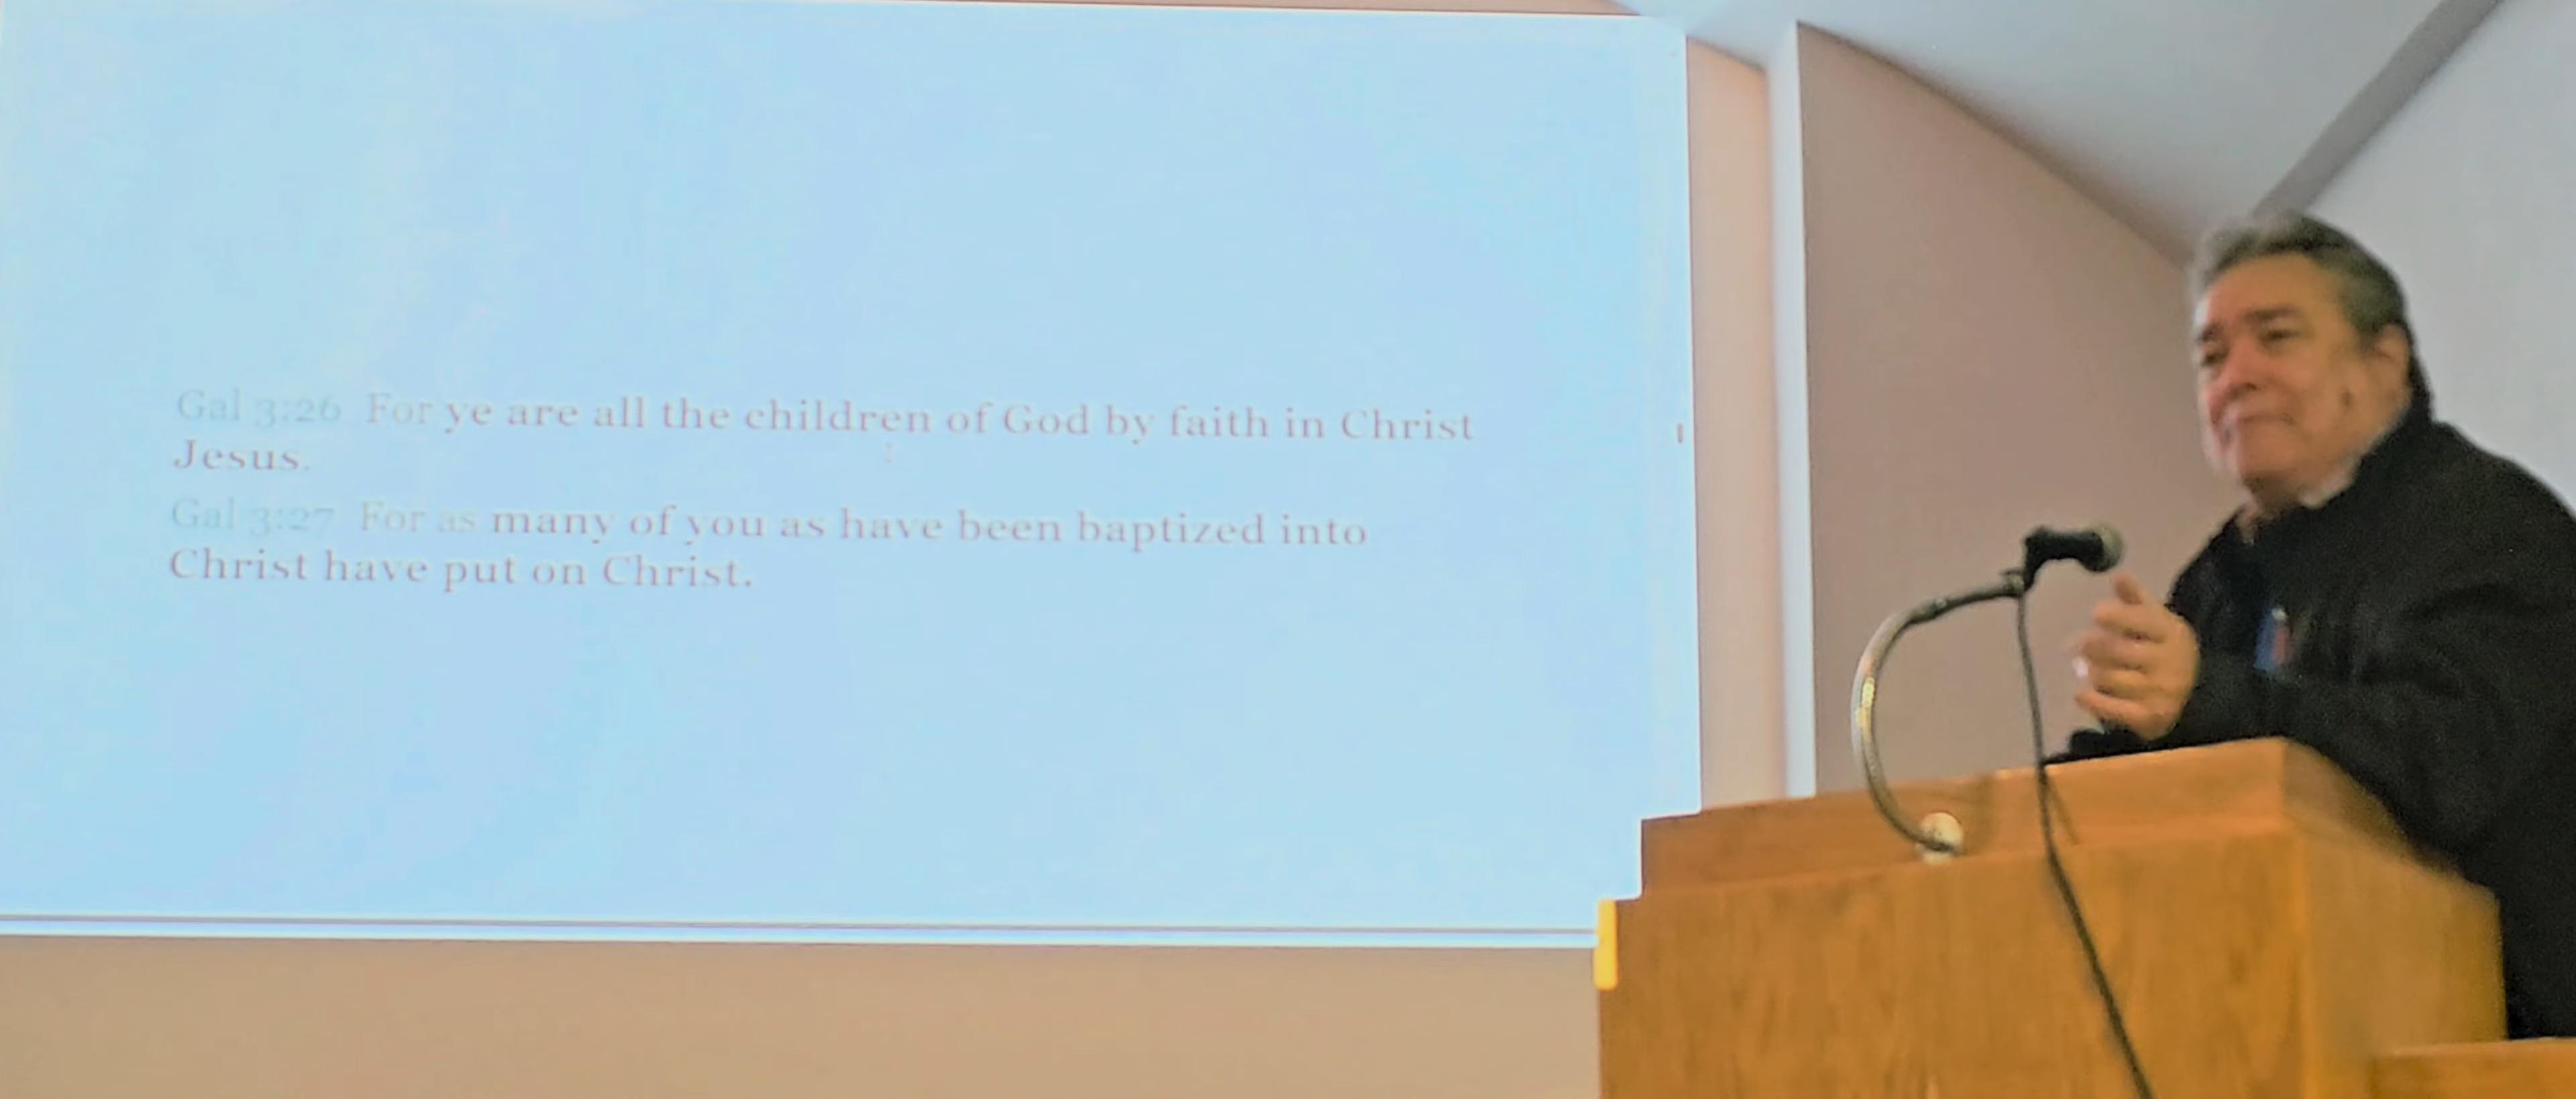 Gal 3:26 For ye are all the children of God by faith in Christ
Jesus.
Gal 3:27 For as many of you as have been baptized into
Christ have put on Christ.